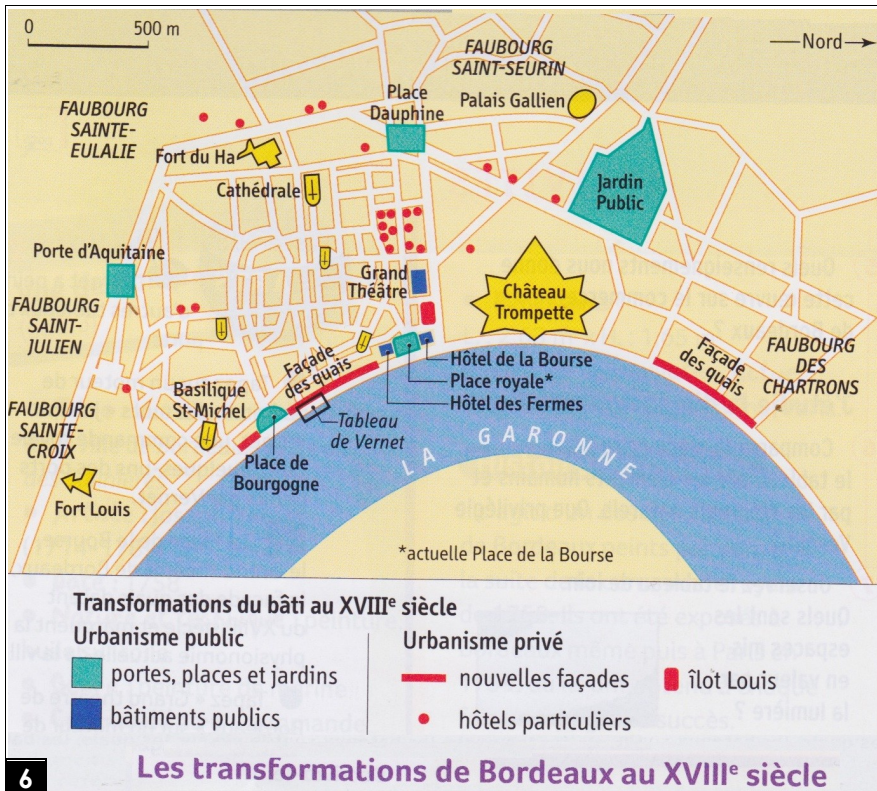 0 500 m
Nord
FAUBOURG
SAINT-SEURIN
Palais Gallien
Place
Dauphine
FAUBOURG
SAINTE-
EULALIE
Fort du Ha
Cathédrale
Jardin
Public
Porte d'Aquitaine
Grand
Théâtre
Château
Trompette
FAUBOURG
SAINT-
JULIEN
Façade
des quais
Façade
des quais
FAUBOURG
DES
CHARTRONS
Hôtel de la Bourse
Place royale*
Hôtel des Fermes
Basilique
St-Michel
Tableau
de Vernet
FAUBOURG
SAINTE-
CROIX
Place de
Bourgogne
Fort Louis
LA GARONNE
*actuelle Place de la Bourse
Transformations du bâti au XVIIIe siècle
Urbanisme public
portes, places et jardins
bâtiments publics
Urbanisme privé
nouvelles façades
îlot Louis
hôtels particuliers
6
Les transformations de Bordeaux au XVIIIe siècle